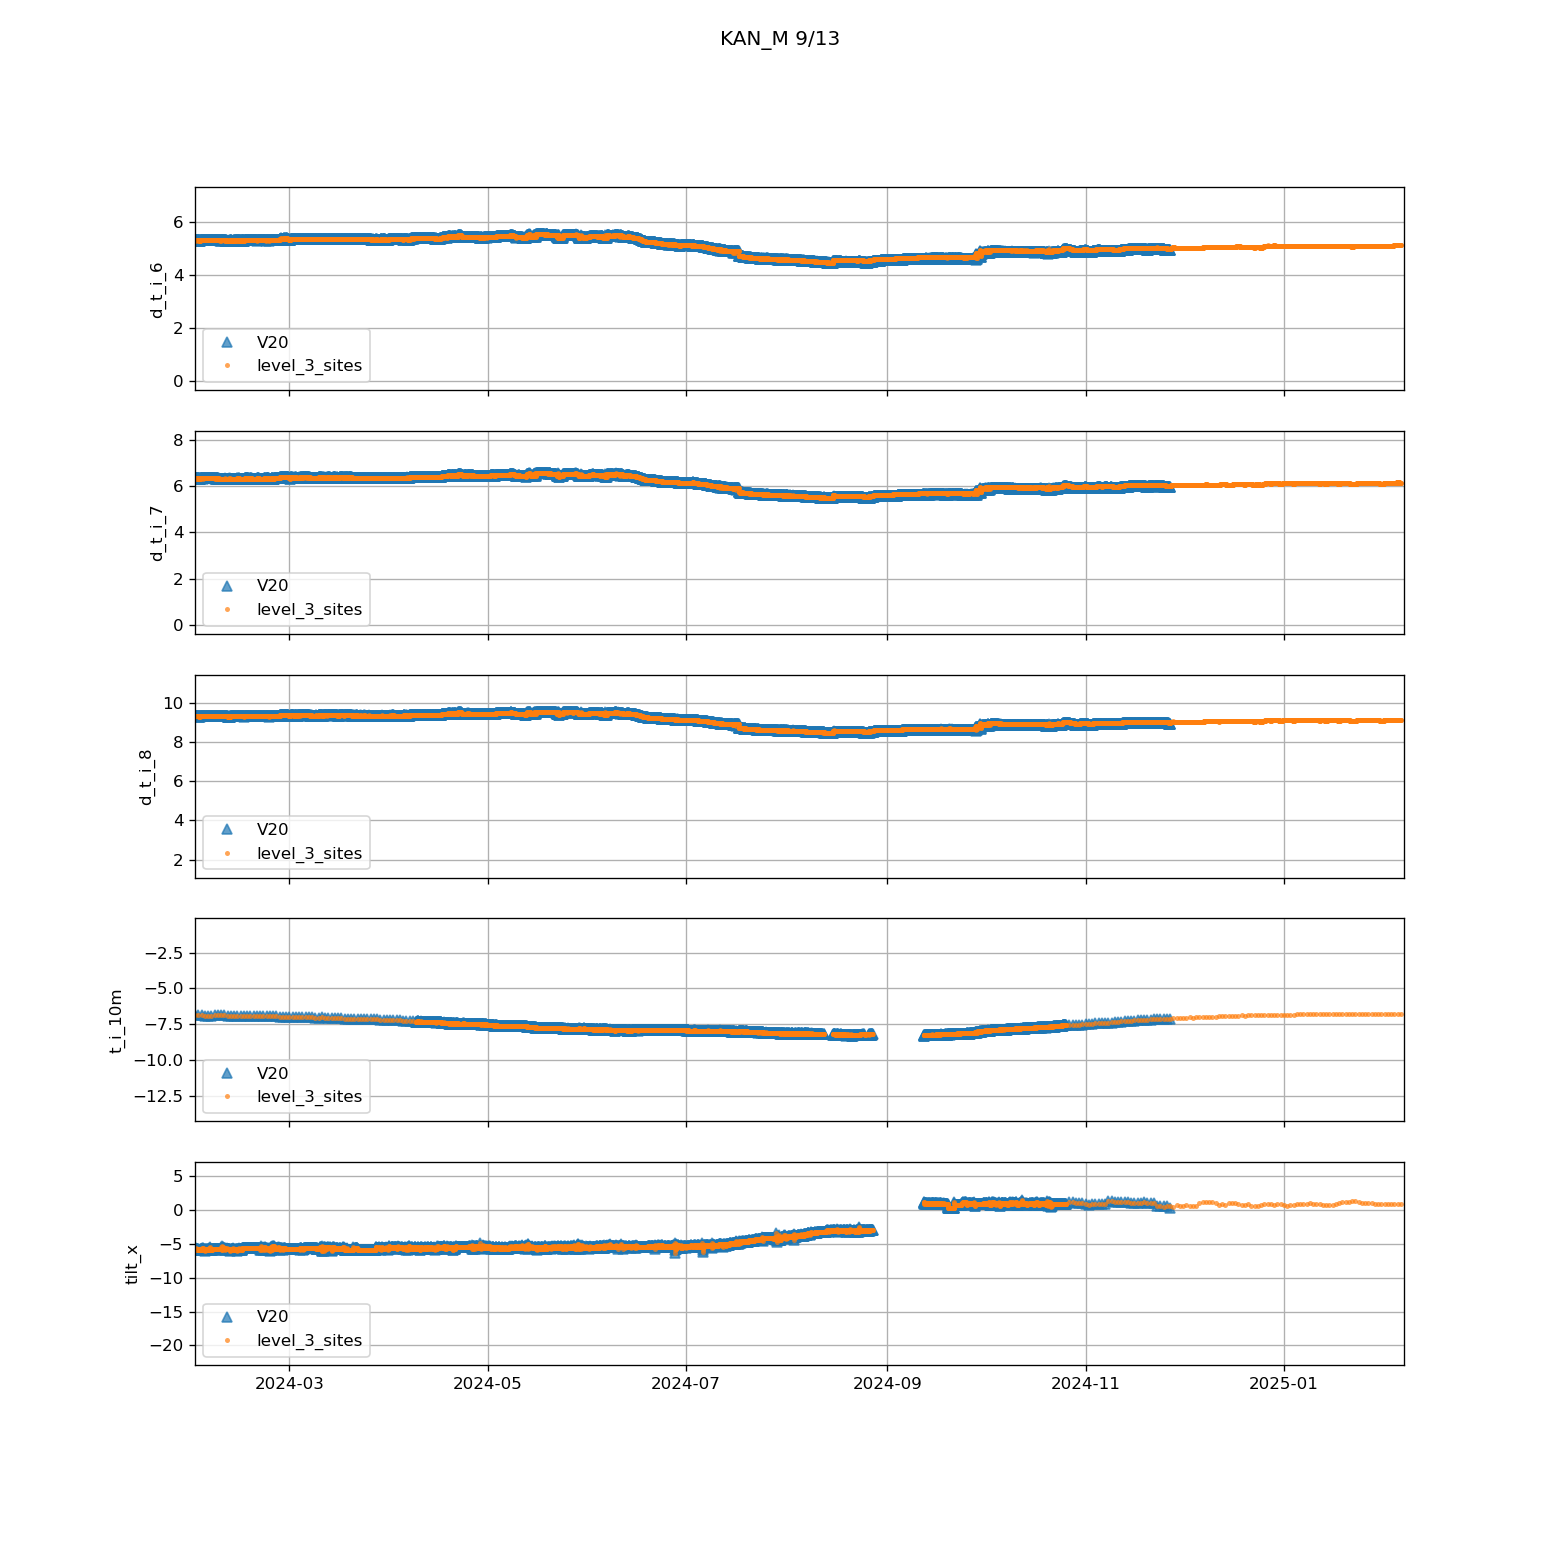 KAN_M 9/13
6
4
2
0
d_t_i_6
V20
level_3_sites
8
6
4
2
0
d_t_i_7
V20
level_3_sites
10
8
6
4
2
d_t_i_8
V20
level_3_sites
−2.5
−5.0
−7.5
−10.0
−12.5
t_i_10m
V20
level_3_sites
5
0
−5
−10
−15
−20
tilt_x
V20
level_3_sites
2024-03 2024-05 2024-07 2024-09 2024-11 2025-01